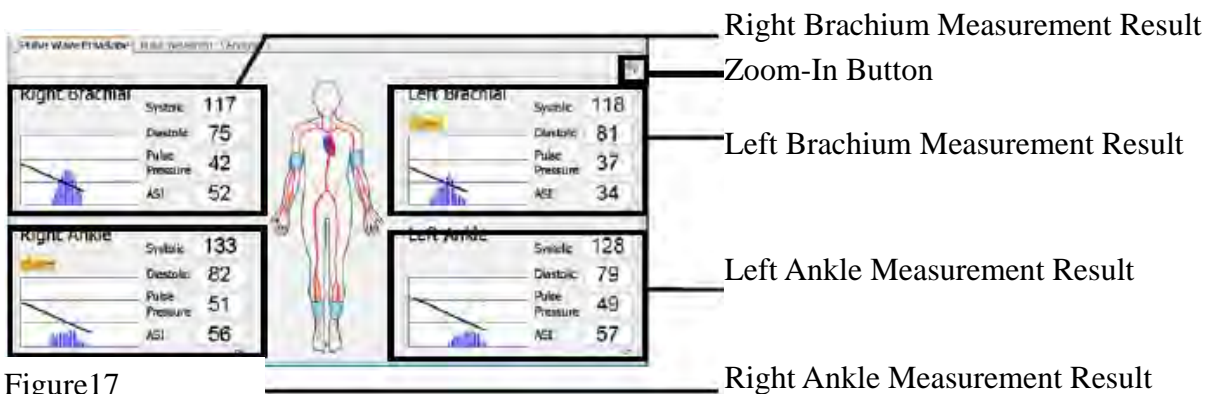 Right Brachium Measurement Result
Pulse Wave Envelope
Zoom-In Button
Right Brachial
Systolic 117
Diastolic 75
Pulse Pressure 42
ASI 52
Left Brachial
Systolic 118
Diastolic 81
Pulse Pressure 37
ASI 34
Left Brachium Measurement Result
Right Ankle
Systolic 133
Diastolic 82
Pulse Pressure 51
ASI 56
Left Ankle
Systolic 128
Diastolic 79
Pulse Pressure 49
ASI 57
Left Ankle Measurement Result
Right Ankle Measurement Result
Figure17